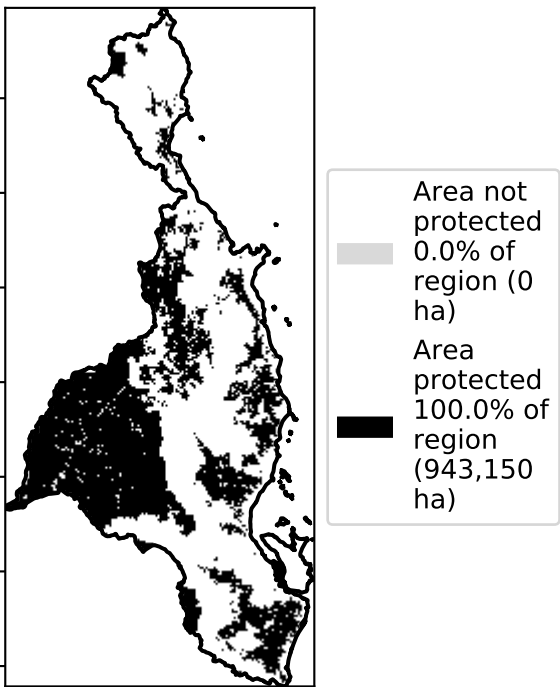 Area not
protected
0.0% of
region (0
ha)
Area
protected
100.0% of
region
(943,150
ha)